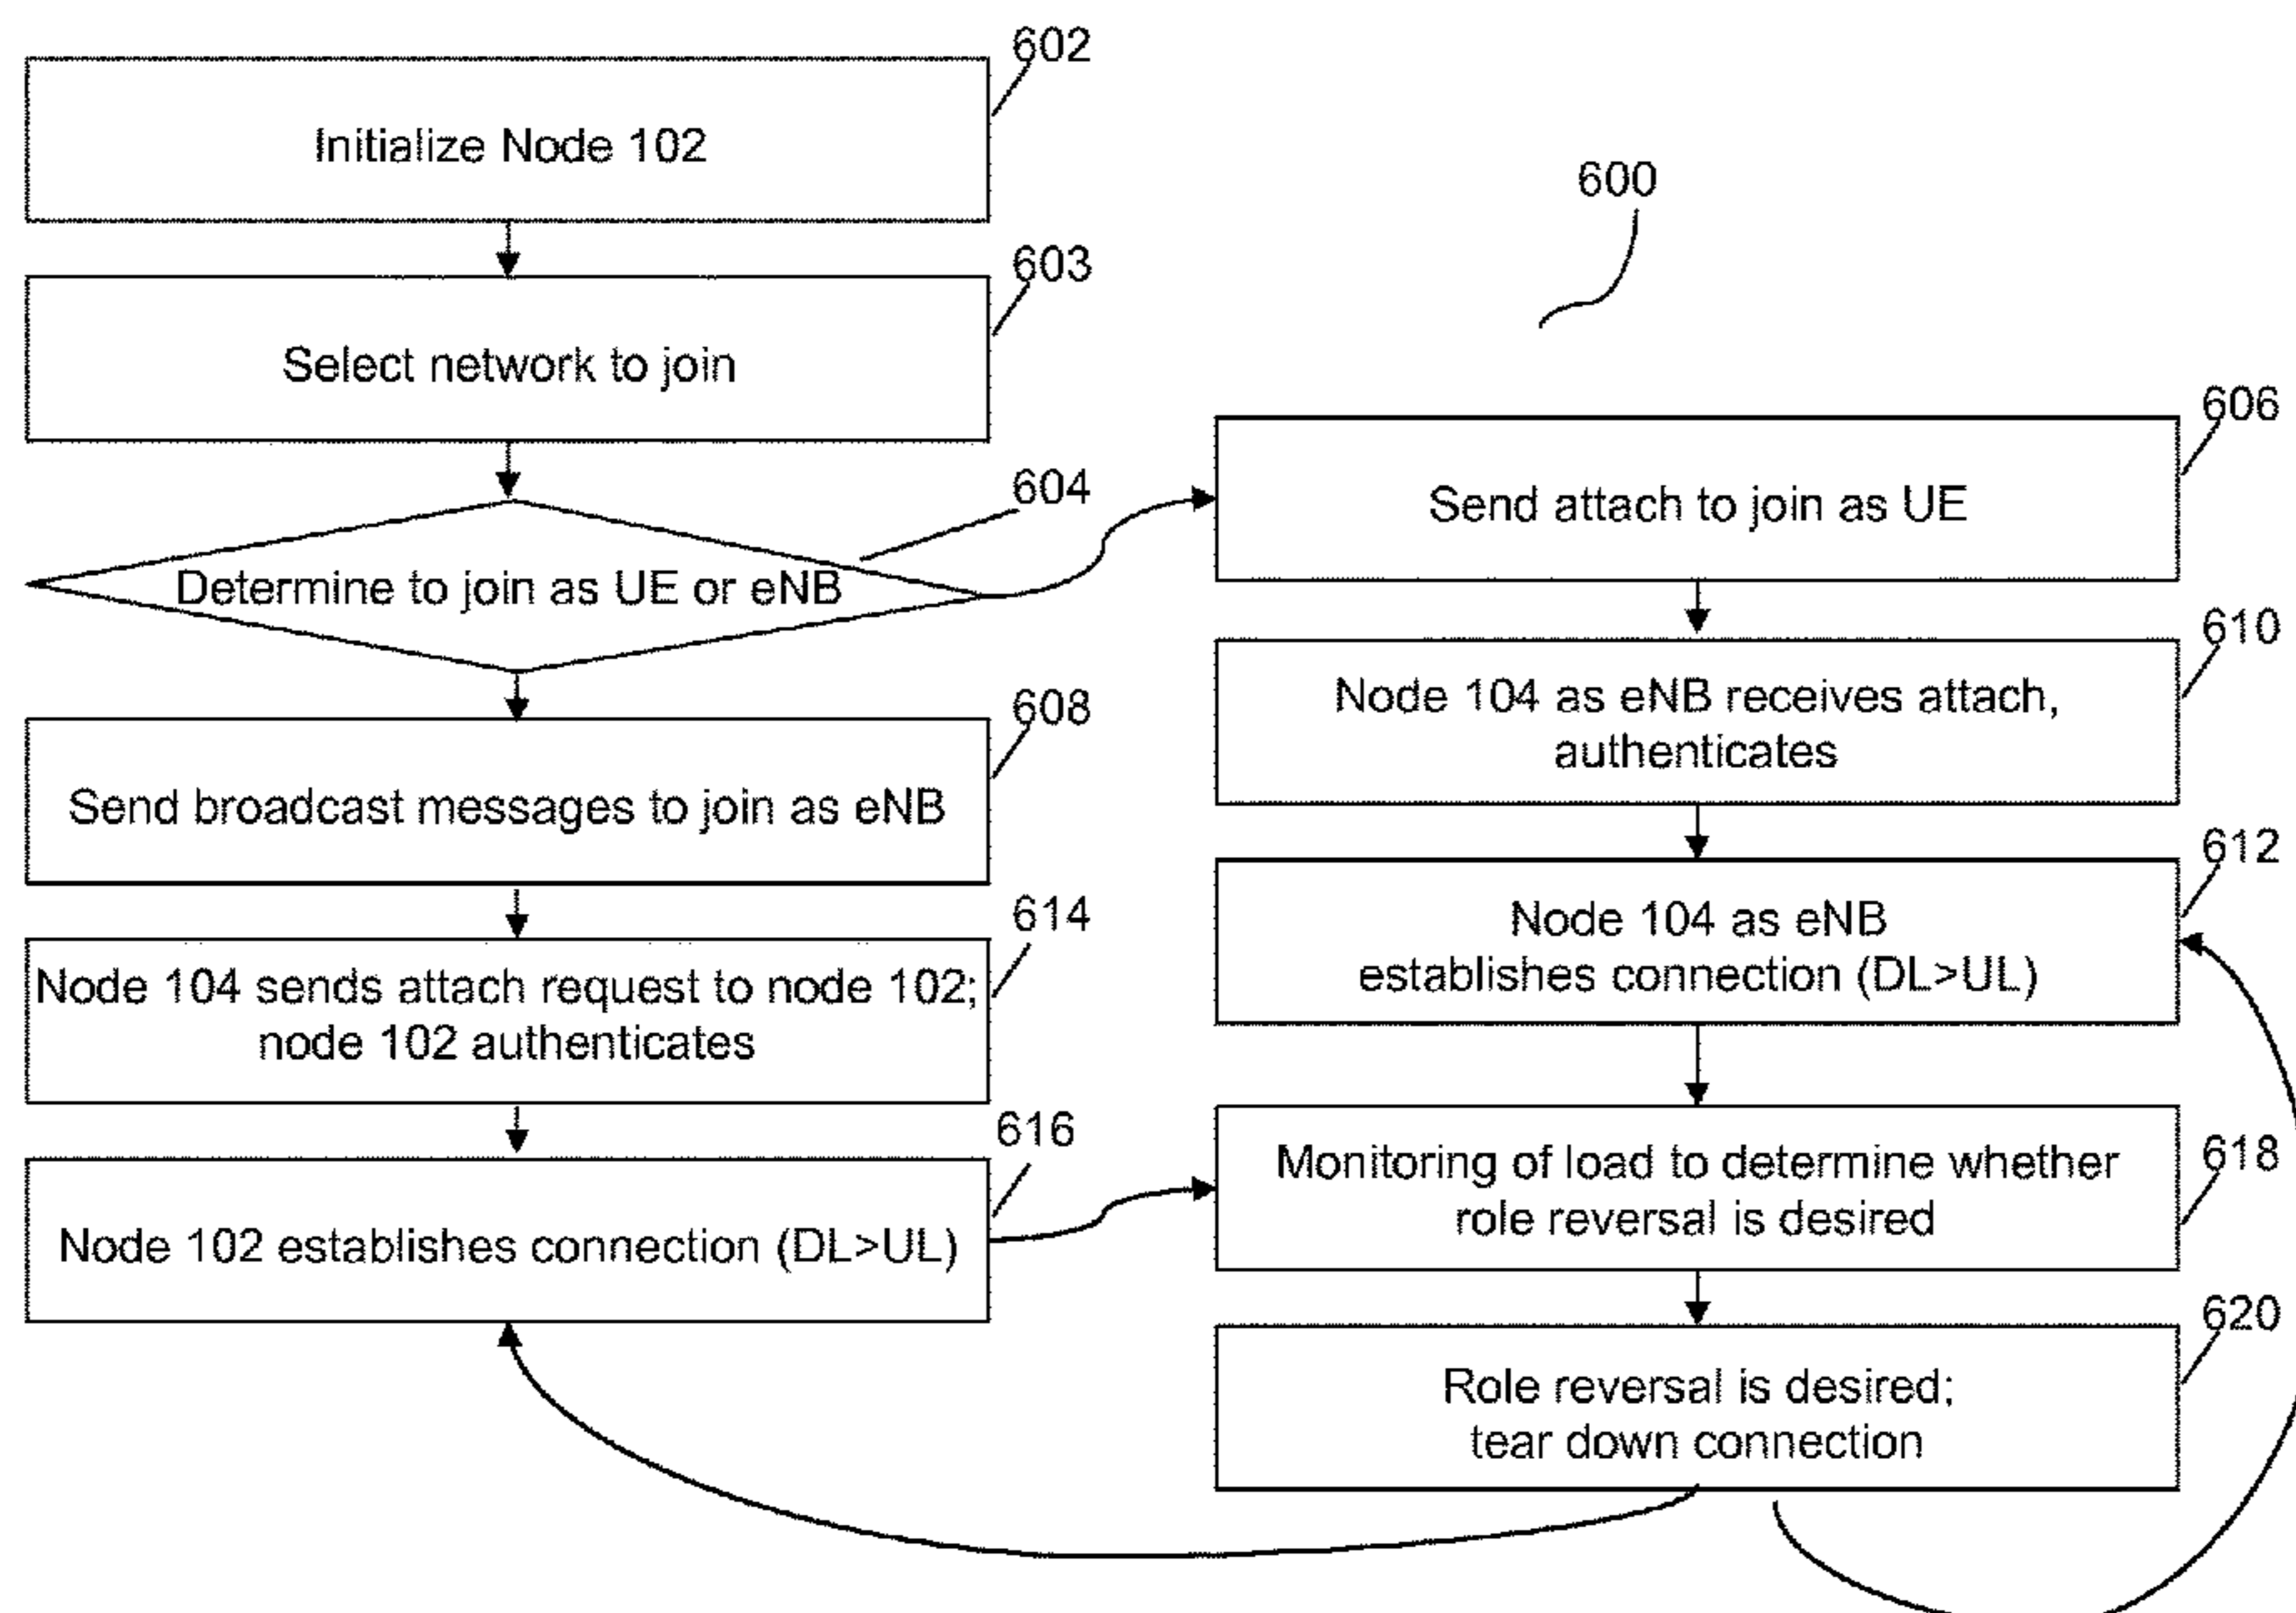 602
Initialize Node 102
603
Select network to join
604
Determine to join as UE or eNB
608
Send broadcast messages to join as eNB
614
Node 104 sends attach request to node 102;
node 102 authenticates
616
Node 102 establishes connection (DL>UL)
600
606
Send attach to join as UE
610
Node 104 as eNB receives attach,
authenticates
612
Node 104 as eNB
establishes connection (DL>UL)
618
Monitoring of load to determine whether
role reversal is desired
620
Role reversal is desired;
tear down connection